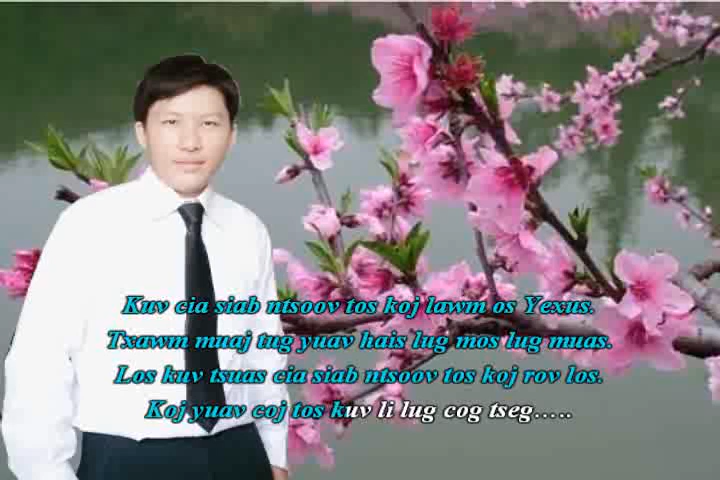 Kuv cia siab ntsoov tos koj lawm os Yexus.
Txawm muaj tug yuav hais lug mos lug muas.
Los kuv tsuas cia siab ntsoov tos koj rov los.
Koj yuav coj tos kuv li lug cog tseg.....